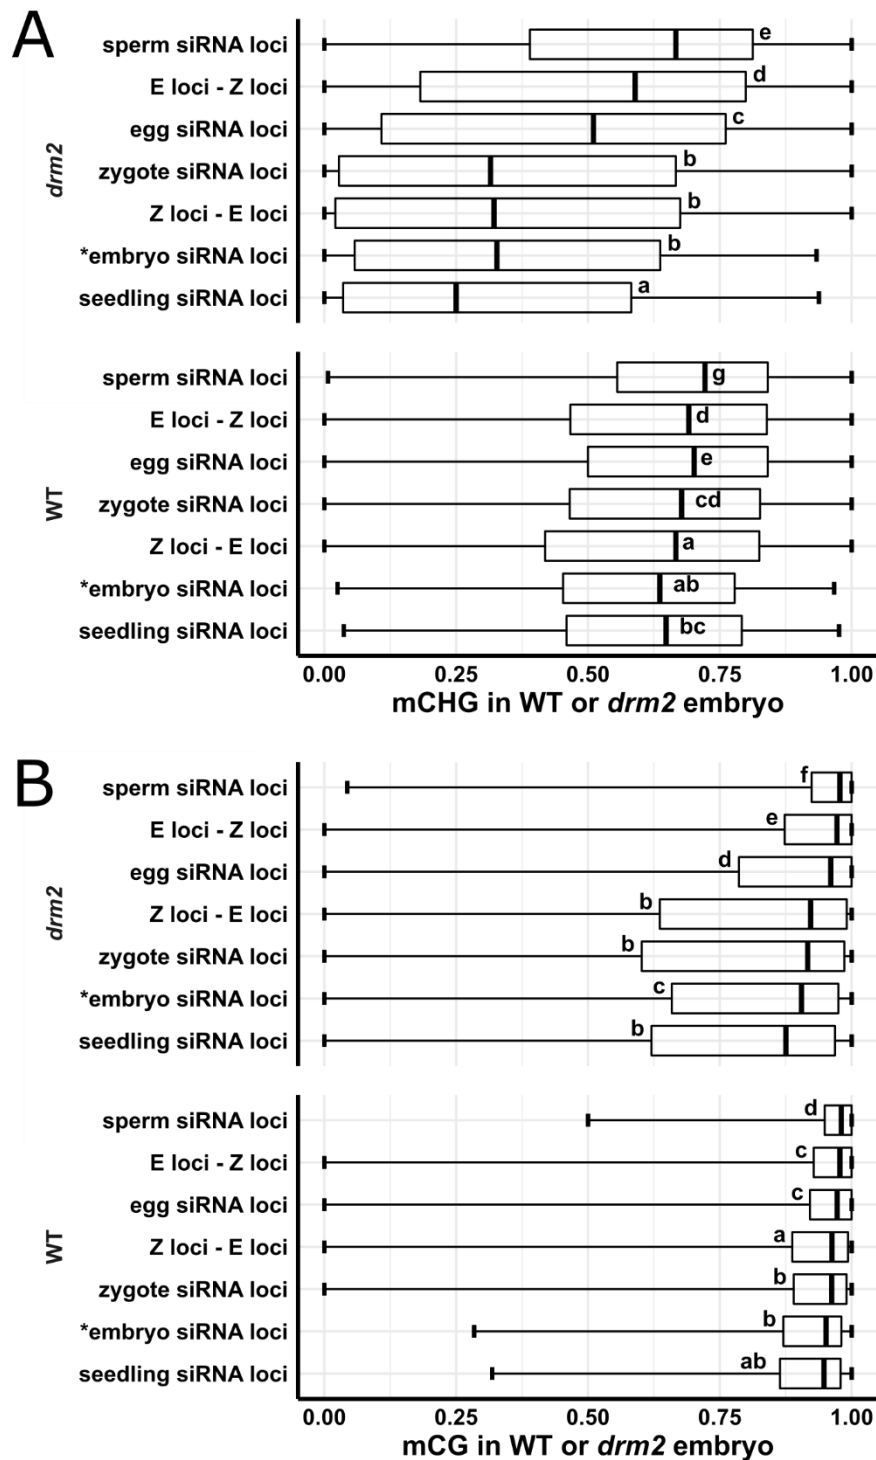 A
drm2
sperm siRNA loci e
E loci - Z loci d
egg siRNA loci c
zygote siRNA loci b
Z loci - E loci b
*embryo siRNA loci b
seedling siRNA loci a
WT
sperm siRNA loci g
E loci - Z loci d
egg siRNA loci e
zygote siRNA loci cd
Z loci - E loci a
*embryo siRNA loci ab
seedling siRNA loci bc
0.00 0.25 0.50 0.75 1.00
mCHG in WT or drm2 embryo
B
drm2
sperm siRNA loci f
E loci - Z loci e
egg siRNA loci d
Z loci - E loci b
zygote siRNA loci b
*embryo siRNA loci c
seedling siRNA loci b
WT
sperm siRNA loci d
E loci - Z loci c
egg siRNA loci c
Z loci - E loci a
zygote siRNA loci b
*embryo siRNA loci b
seedling siRNA loci ab
0.00 0.25 0.50 0.75 1.00
mCG in WT or drm2 embryo